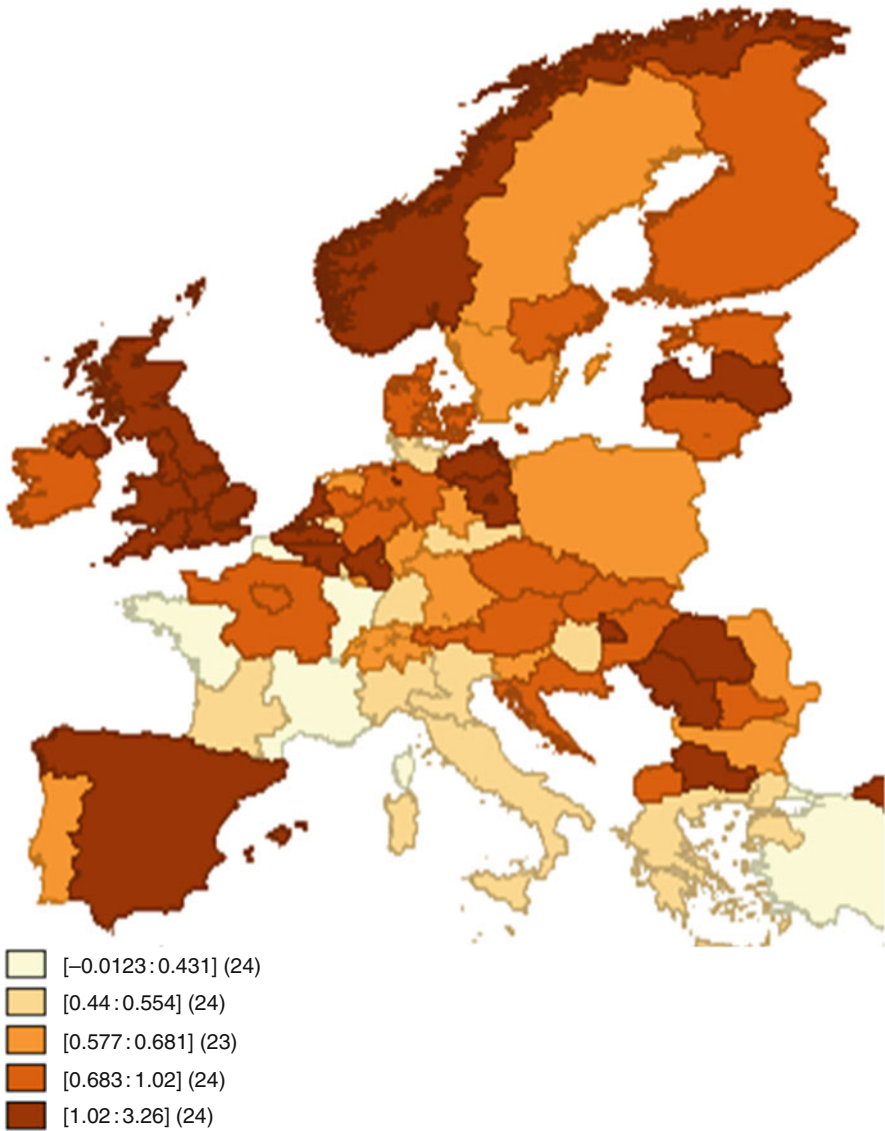 [–0.0123 : 0.431] (24)
[0.44 : 0.554] (24)
[0.577 : 0.681] (23)
[0.683 : 1.02] (24)
[1.02 : 3.26] (24)